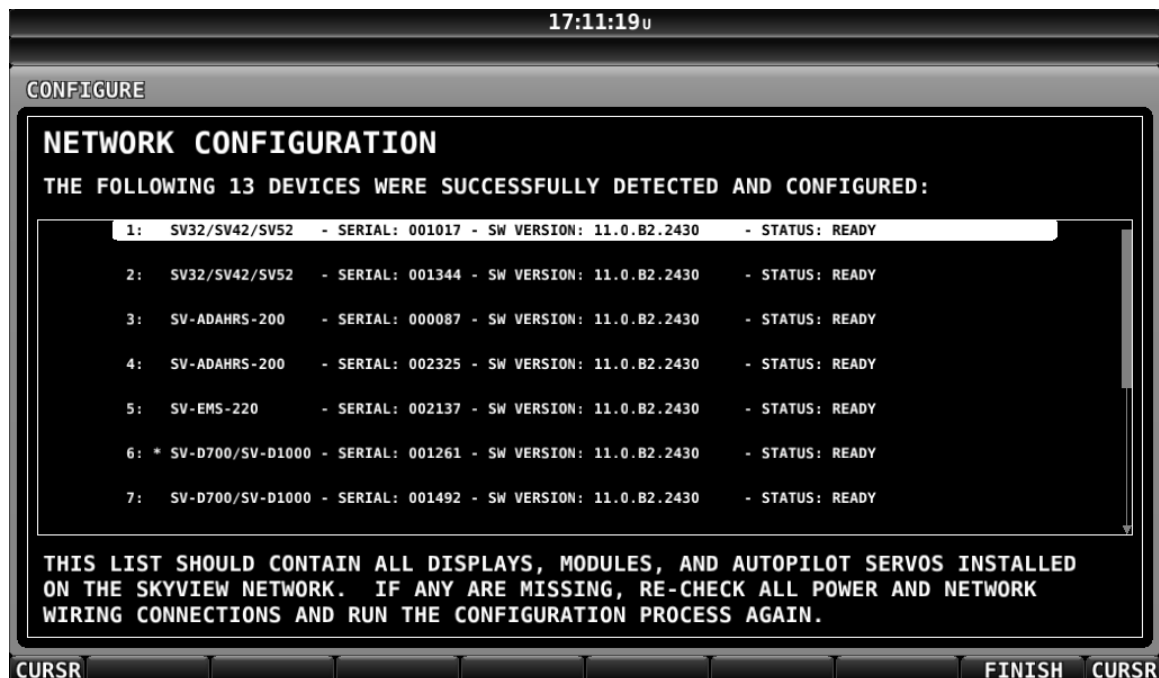 17:11:19U
CONFIGURE
NETWORK CONFIGURATION
THE FOLLOWING 13 DEVICES WERE SUCCESSFULLY DETECTED AND CONFIGURED:
1: SV32/SV42/SV52 - SERIAL: 001017 - SW VERSION: 11.0.B2.2430 - STATUS: READY
2: SV32/SV42/SV52 - SERIAL: 001344 - SW VERSION: 11.0.B2.2430 - STATUS: READY
3: SV-ADAHRS-200 - SERIAL: 000087 - SW VERSION: 11.0.B2.2430 - STATUS: READY
4: SV-ADAHRS-200 - SERIAL: 002325 - SW VERSION: 11.0.B2.2430 - STATUS: READY
5: SV-EMS-220 - SERIAL: 002137 - SW VERSION: 11.0.B2.2430 - STATUS: READY
6: * SV-D700/SV-D1000 - SERIAL: 001261 - SW VERSION: 11.0.B2.2430 - STATUS: READY
7: SV-D700/SV-D1000 - SERIAL: 001492 - SW VERSION: 11.0.B2.2430 - STATUS: READY
THIS LIST SHOULD CONTAIN ALL DISPLAYS, MODULES, AND AUTOPILOT SERVOS INSTALLED
ON THE SKYVIEW NETWORK. IF ANY ARE MISSING, RE-CHECK ALL POWER AND NETWORK
WIRING CONNECTIONS AND RUN THE CONFIGURATION PROCESS AGAIN.
CURSR FINISH CURSR